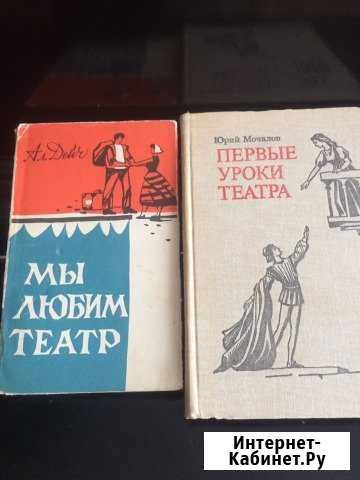 Ал. Дейч
МЫ
ЛЮБИМ
ТЕАТР
Юрий Мочалов
ПЕРВЫЕ
УРОКИ
ТЕАТРА
Интернет-
Кабинет.Ру